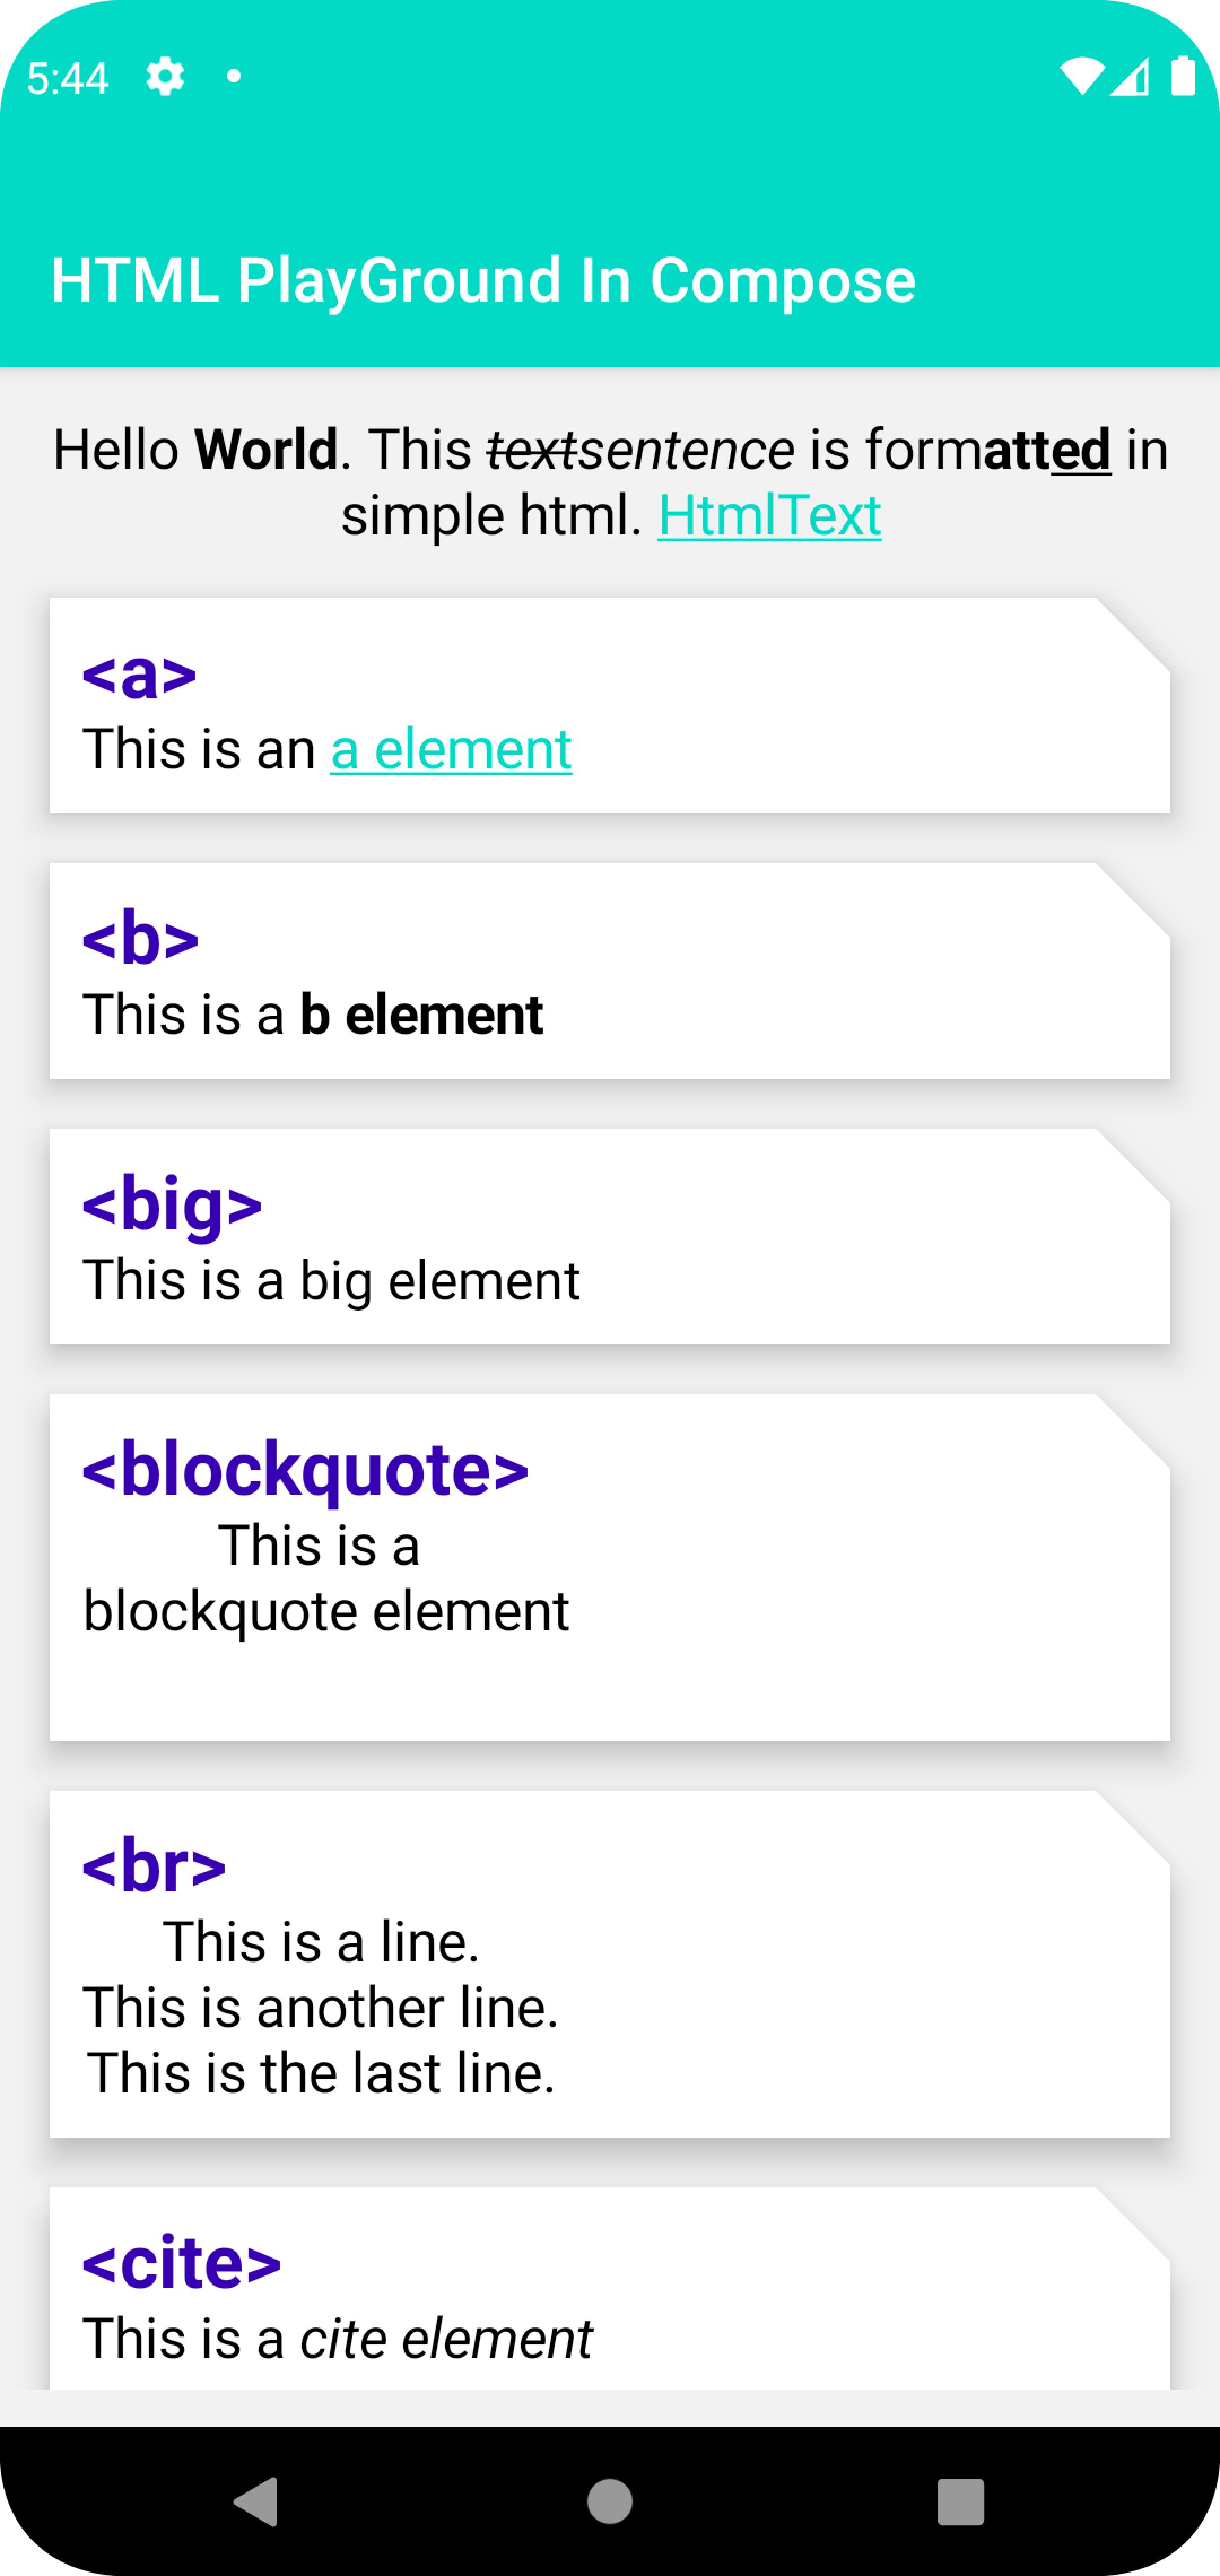 5:44
HTML PlayGround In Compose
Hello World. This textsentence is formatted in
simple html. HtmlText
<a>
This is an a element
<b>
This is a b element
<big>
This is a big element
<blockquote>
This is a
blockquote element
<br>
This is a line.
This is another line.
This is the last line.
<cite>
This is a cite element